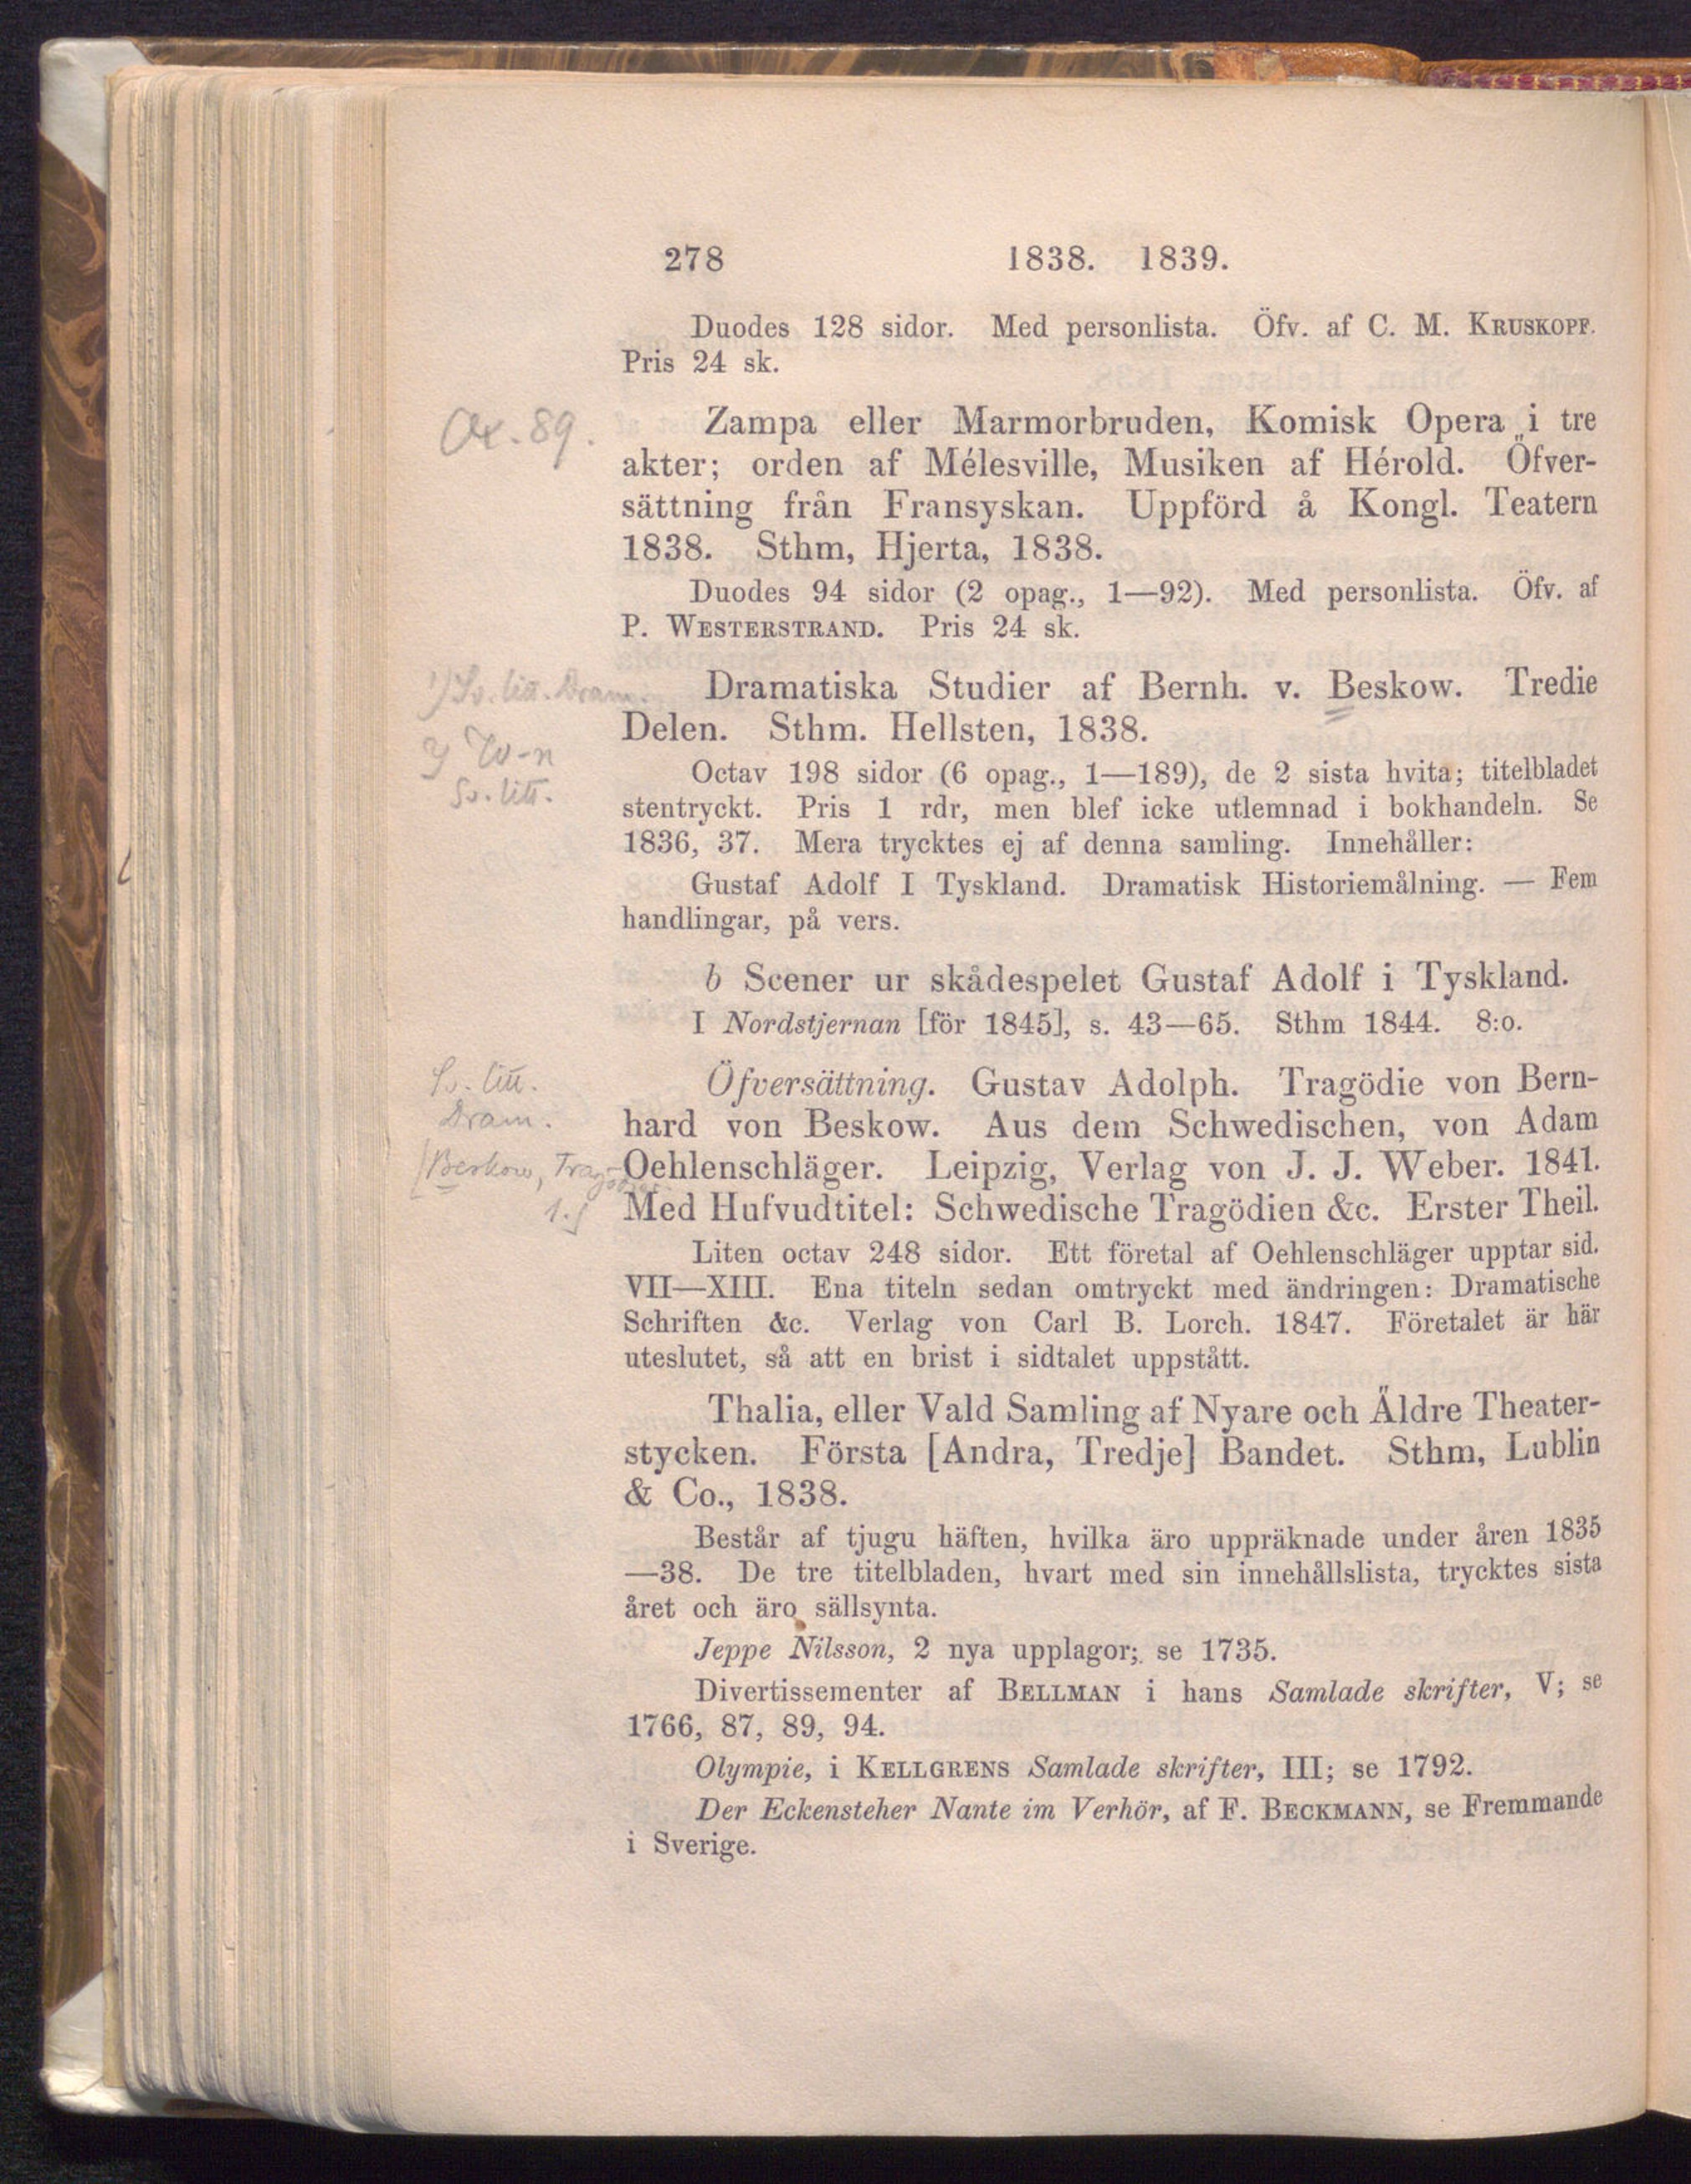 278 1838. 1839.
Duodes 128 sidor. Med personlista. Öfv. af C. M. KRUSKOPF.
Pris 24 sk.
89.
Zampa eller Marmorbruden, Komisk Opera i tre
akter; orden af Mélesville, Musiken af Hérold. Öfver-
sättning från Fransyskan. Uppförd å Kongl. Teatern
1838. Sthm, Hjerta, 1838.
Duodes 94 sidor (2 opag., 1—92). Med personlista. Öfv. af
P. WESTERSTRAND. Pris 24 sk.
1) Sv. litt. Dram.
Dramatiska Studier af Bernh. v. Beskow. Tredie
Delen. Sthm. Hellsten, 1838.
Sv. litt.
Octav 198 sidor (6 opag., 1—189), de 2 sista hvita; titelbladet
stentryckt. Pris 1 rdr, men blef icke utlemnad i bokhandeln. Se
1836, 37. Mera trycktes ej af denna samling. Innehåller:
Gustaf Adolf I Tyskland. Dramatisk Historiemålning. — Fem
handlingar, på vers.
b Scener ur skådespelet Gustaf Adolf i Tyskland.
I Nordstjernan [för 1845], s. 43—65. Sthm 1844. 8:o.
Sv. litt.
Dram.
[Beskow,
1.]
Öfversättning. Gustav Adolph. Tragödie von Bern-
hard von Beskow. Aus dem Schwedischen, von Adam
Oehlenschläger. Leipzig, Verlag von J. J. Weber. 1841.
Med Hufvudtitel: Schwedische Tragödien &c. Erster Theil.
Liten octav 248 sidor. Ett företal af Oehlenschläger upptar sid.
VII—XIII. Ena titeln sedan omtryckt med ändringen: Dramatische
Schriften &c. Verlag von Carl B. Lorch. 1847. Företalet är här
uteslutet, så att en brist i sidtalet uppstått.
Thalia, eller Vald Samling af Nyare och Äldre Theater-
stycken. Första [Andra, Tredje] Bandet. Sthm, Lublin
& Co., 1838.
Består af tjugu häften, hvilka äro uppräknade under åren 1835
—38. De tre titelbladen, hvart med sin innehållslista, trycktes sista
året och äro sällsynta.
Jeppe Nilsson, 2 nya upplagor; se 1735.
Divertissementer af BELLMAN i hans Samlade skrifter, V; se
1766, 87, 89, 94.
Olympie, i KELLGRENS Samlade skrifter, III; se 1792.
Der Eckensteher Nante im Verhör, af F. BECKMANN, se Fremmande
i Sverige.